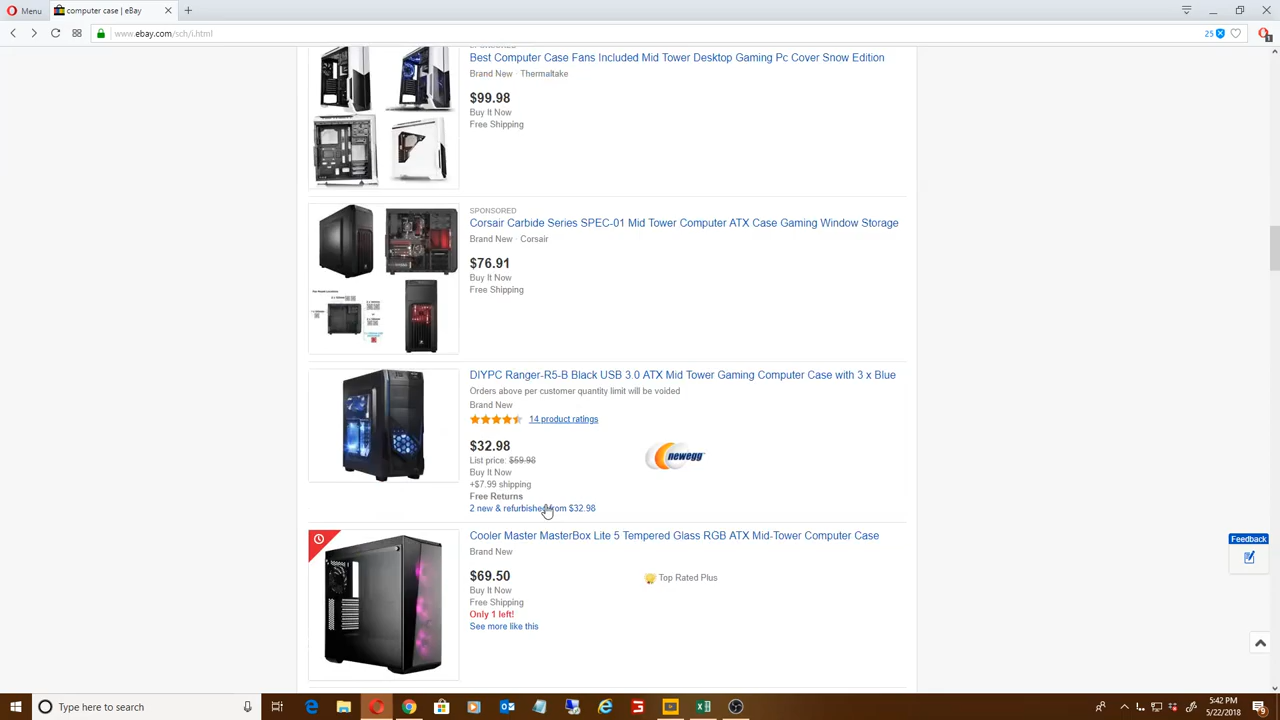 Menu
computer case | eBay
www.ebay.com/sch/i.html
25
1
Best Computer Case Fans Included Mid Tower Desktop Gaming Pc Cover Snow Edition
Brand New · Thermaltake
$99.98
Buy It Now
Free Shipping
SPONSORED
Corsair Carbide Series SPEC-01 Mid Tower Computer ATX Case Gaming Window Storage
Brand New · Corsair
$76.91
Buy It Now
Free Shipping
DIYPC Ranger-R5-B Black USB 3.0 ATX Mid Tower Gaming Computer Case with 3 x Blue
Orders above per customer quantity limit will be voided
Brand New
14 product ratings
$32.98
List price: $59.98
newegg
Buy It Now
+$7.99 shipping
Free Returns
2 new & refurbished from $32.98
Cooler Master MasterBox Lite 5 Tempered Glass RGB ATX Mid-Tower Computer Case
Brand New
$69.50
Top Rated Plus
Buy It Now
Free Shipping
Only 1 left!
See more like this
Feedback
Type here to search
5:42 PM
5/22/2018